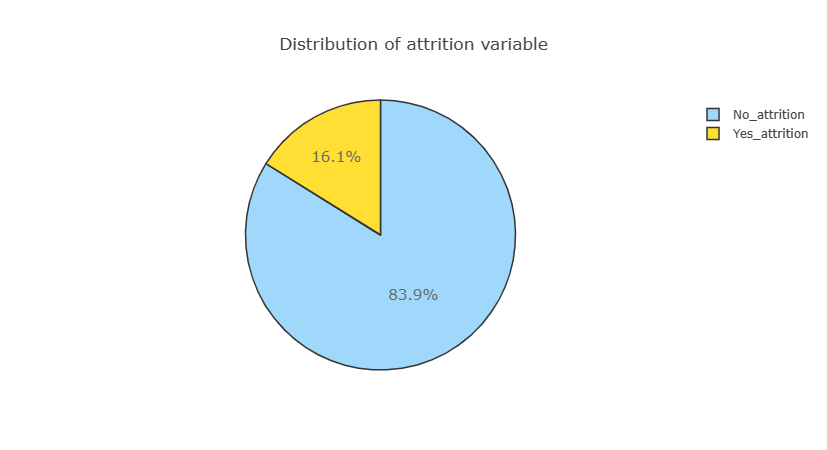 Distribution of attrition variable
No_attrition
Yes_attrition
16.1%
83.9%